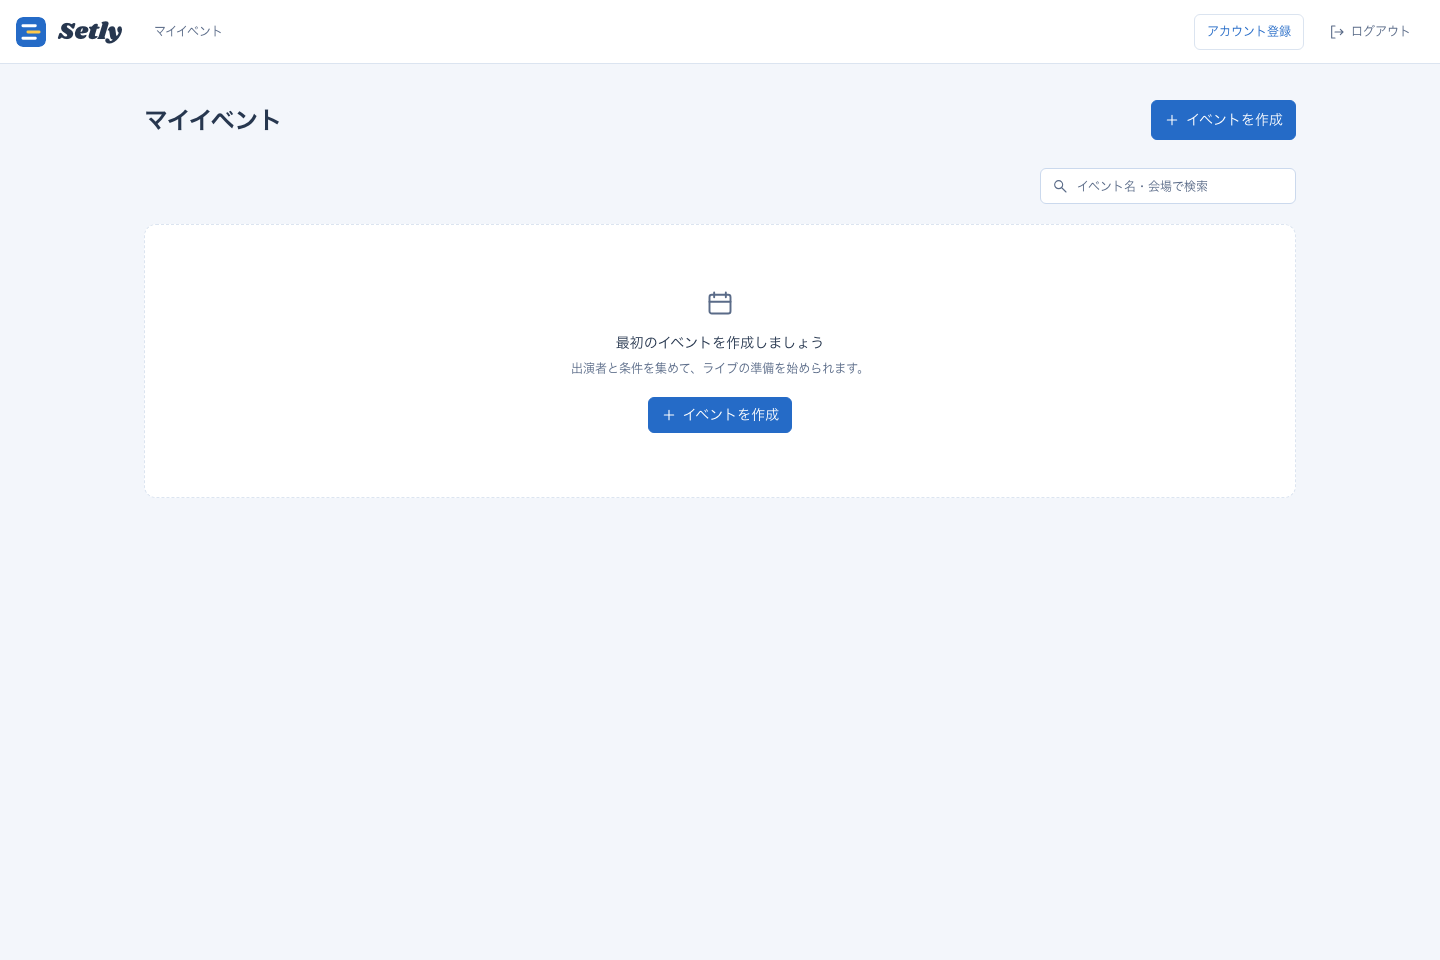 Setly
マイイベント
アカウント登録
ログアウト
マイイベント
イベントを作成
イベント名・会場で検索
最初のイベントを作成しましょう
出演者と条件を集めて、ライブの準備を始められます。
イベントを作成